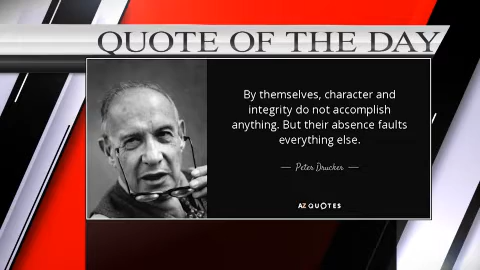 QUOTE OF THE DAY
By themselves, character and
integrity do not accomplish
anything. But their absence faults
everything else.
— Peter Drucker —
AZ QUOTES